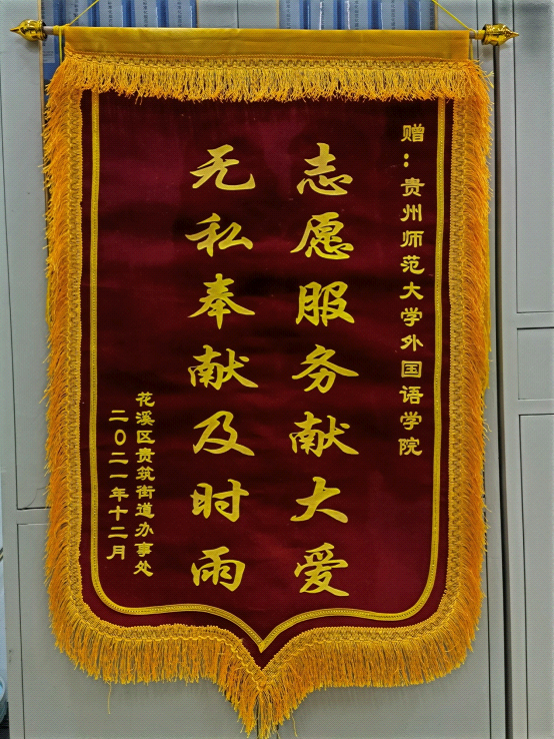 赠：贵州师范大学外国语学院
志愿服务献大爱
无私奉献及时雨
花溪区贵筑街道办事处
二〇二一年十二月